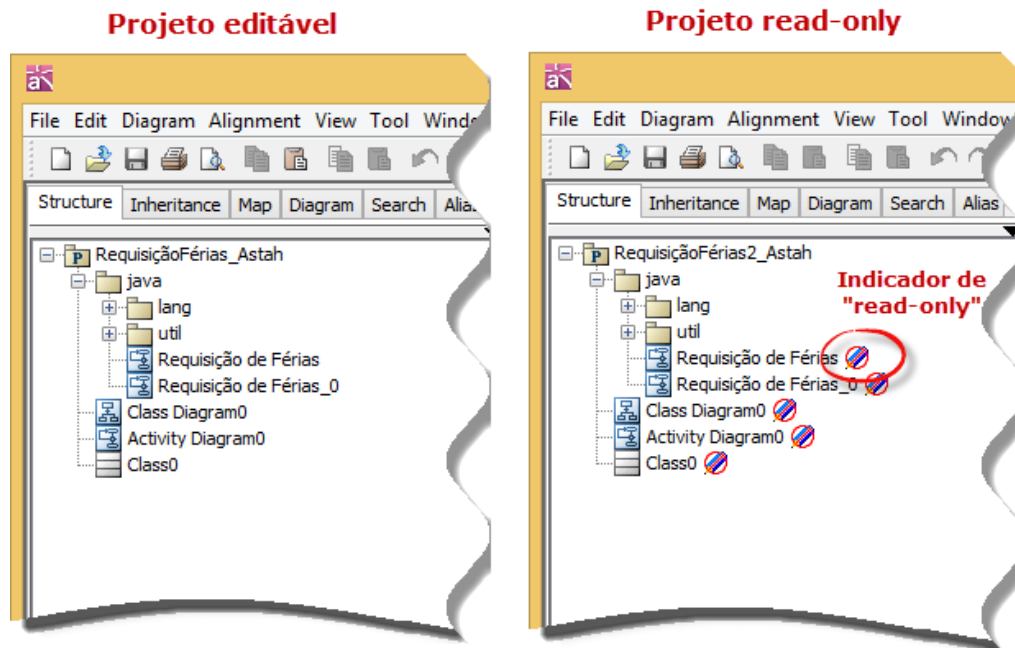 Projeto editável
File Edit Diagram Alignment View Tool
Structure Inheritance Map Diagram Search
RequisiçãoFérias_Astah
java
lang
util
Requisição de Férias
Requisição de Férias_0
Class Diagram0
Activity Diagram0
Class0
Projeto read-only
File Edit Diagram Alignment View Tool Window
Structure Inheritance Map Diagram Search Alias
RequisiçãoFérias2_Astah
java
lang
util
Requisição de Férias
Requisição de Férias_0
Class Diagram0
Activity Diagram0
Class0
Indicador de
"read-only"